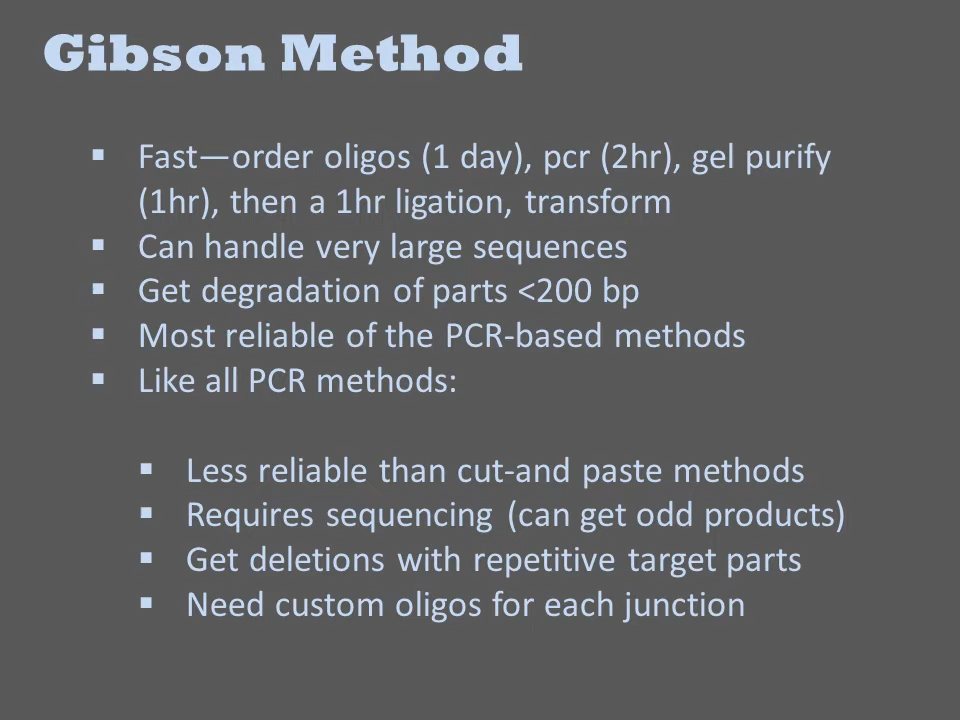 Gibson Method
▪ Fast—order oligos (1 day), pcr (2hr), gel purify
(1hr), then a 1hr ligation, transform
▪ Can handle very large sequences
▪ Get degradation of parts <200 bp
▪ Most reliable of the PCR-based methods
▪ Like all PCR methods:
▪ Less reliable than cut-and paste methods
▪ Requires sequencing (can get odd products)
▪ Get deletions with repetitive target parts
▪ Need custom oligos for each junction